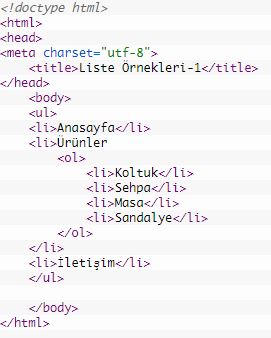 <!doctype html>
<html>
<head>
<meta charset="utf-8">
    <title>Liste Örnekleri-1</title>
</head>
    <body>
    <ul>
    <li>Anasayfa</li>
    <li>Ürünler
        <ol>
            <li>Koltuk</li>
            <li>Sehpa</li>
            <li>Masa</li>
            <li>Sandalye</li>
        </ol>
    </li>
    <li>İletişim</li>
    </ul>

    </body>
</html>